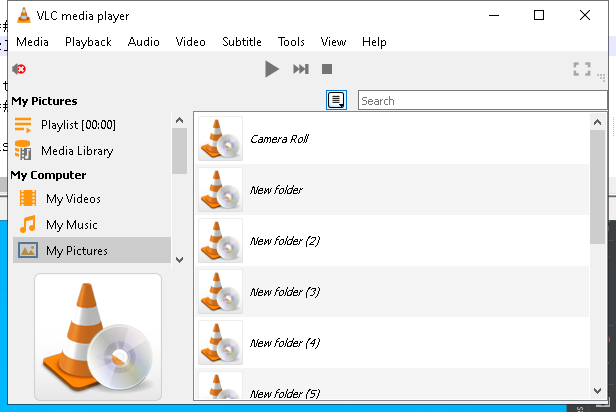 VLC media player
Media Playback Audio Video Subtitle Tools View Help
My Pictures
Search
Playlist [00:00]
Media Library
My Computer
My Videos
My Music
My Pictures
Camera Roll
New folder
New folder (2)
New folder (3)
New folder (4)
New folder (5)